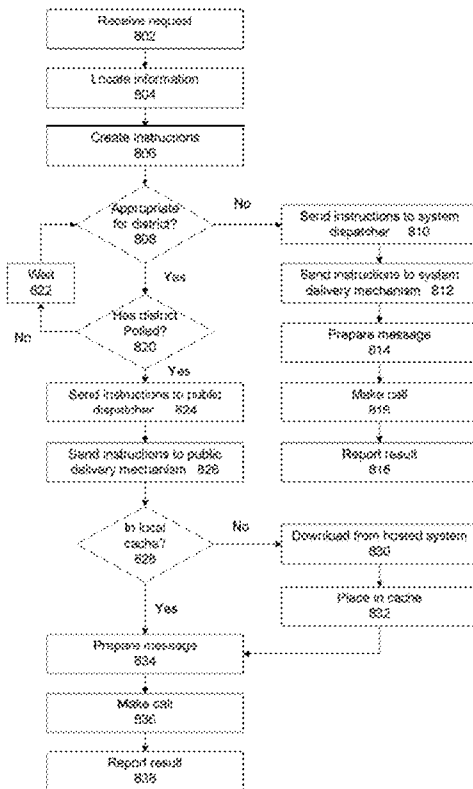 Receive request
802
Locate information
804
Create instructions
806
Appropriate
for district?
808
No
Send instructions to system
dispatcher 810
Wait
822
Yes
Send instructions to system
delivery mechanism 812
No
Has district
Polled?
820
Prepare message
814
Yes
Send instructions to public
dispatcher 824
Make call
Send instructions to public
delivery mechanism 826
Report result
In local
cache?
828
No
Download from hosted system
830
Yes
Place in cache
832
Prepare message
834
Make call
836
Report result
838